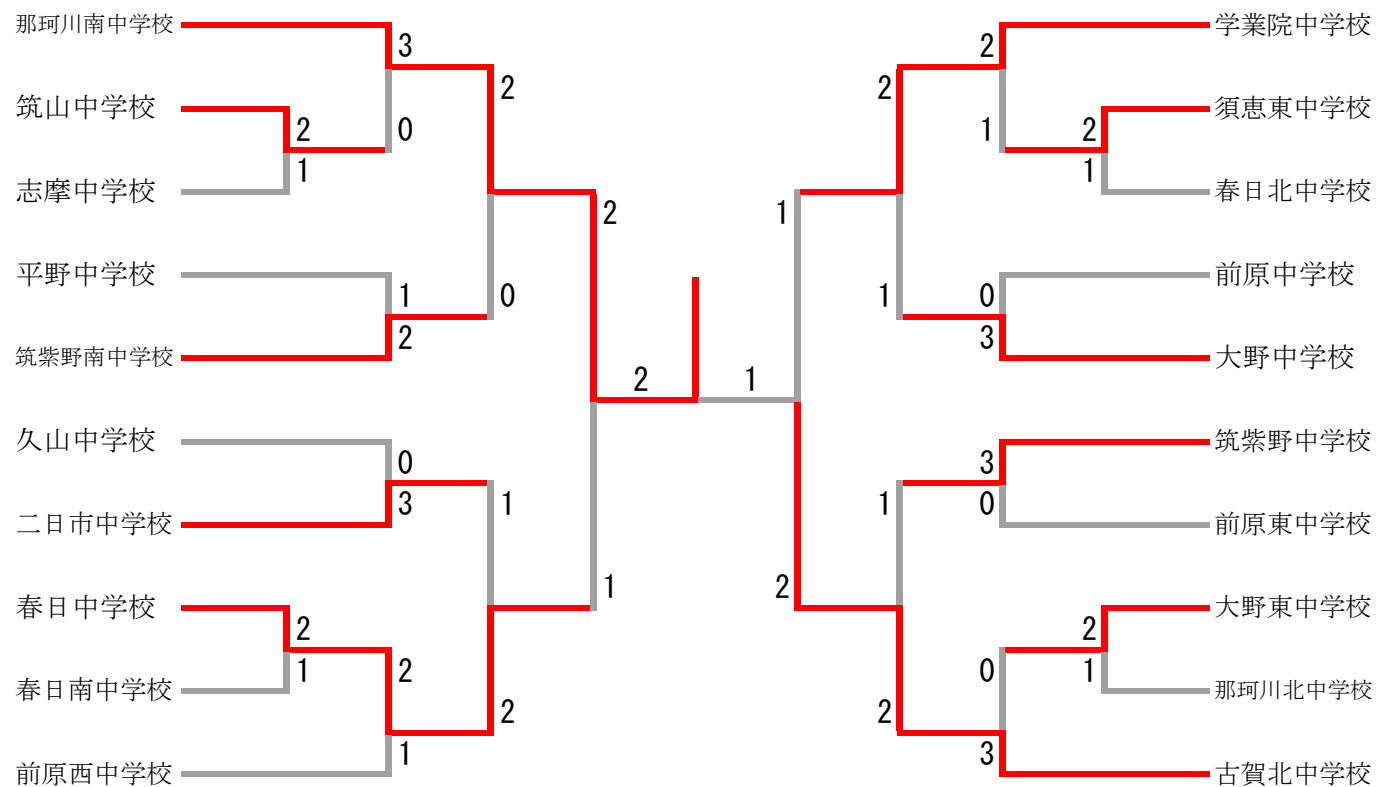 那珂川南中学校
3
2
筑山中学校
2
0
1
志摩中学校
2
平野中学校
1
0
2
筑紫野南中学校
久山中学校
0
3
1
二日市中学校
1
春日中学校
2
1
2
春日南中学校
2
1
前原西中学校
2
1
学業院中学校
2
2
須恵東中学校
1
2
1
春日北中学校
1
前原中学校
1
0
3
大野中学校
筑紫野中学校
3
1
0
前原東中学校
2
大野東中学校
2
0
1
那珂川北中学校
2
3
古賀北中学校